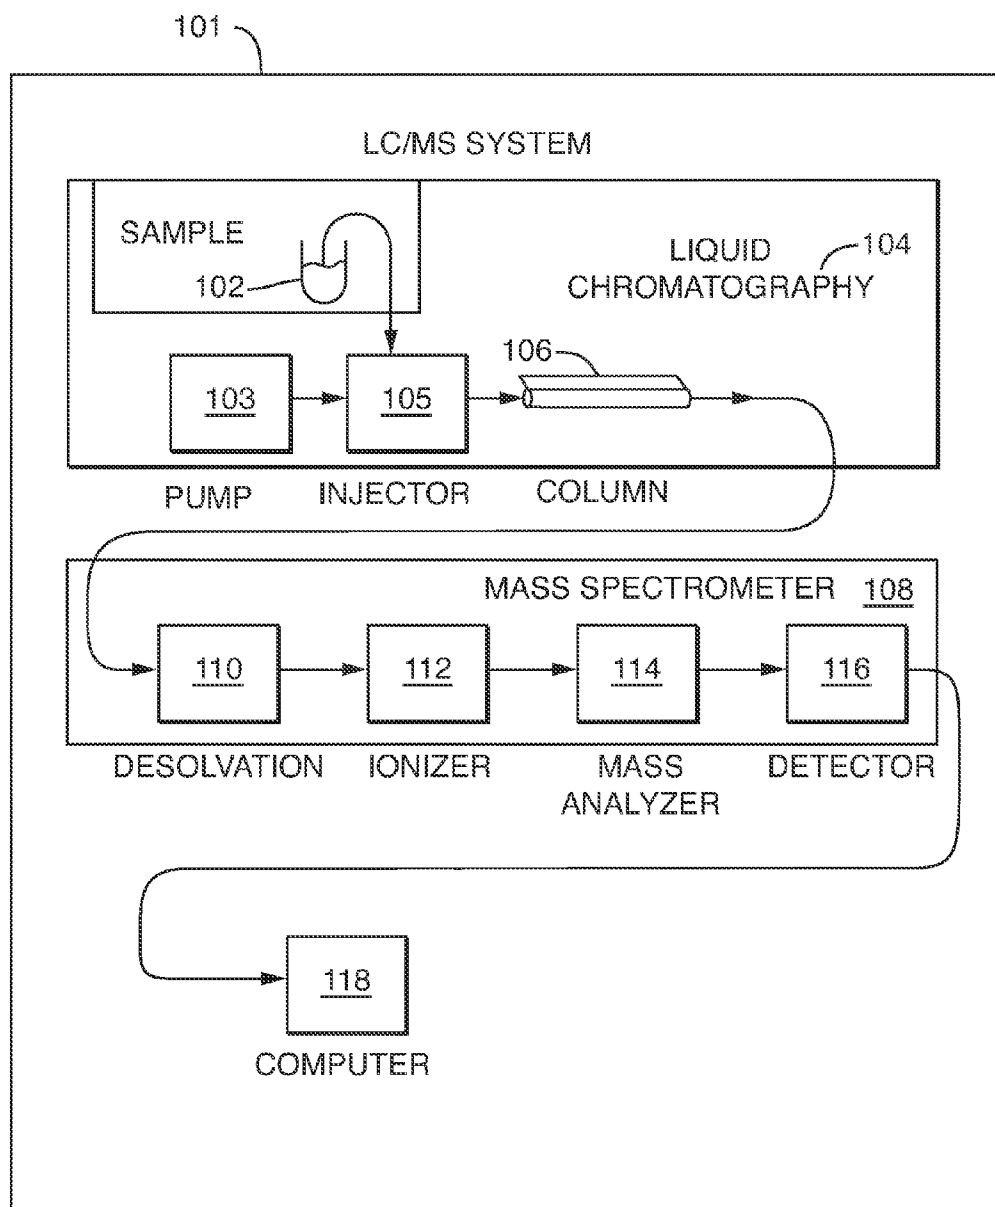 101
LC/MS SYSTEM
SAMPLE
102
LIQUID
CHROMATOGRAPHY
104
106
103
105
PUMP
INJECTOR
COLUMN
MASS SPECTROMETER 108
110
112
114
116
DESOLVATION
IONIZER
MASS
ANALYZER
DETECTOR
118
COMPUTER